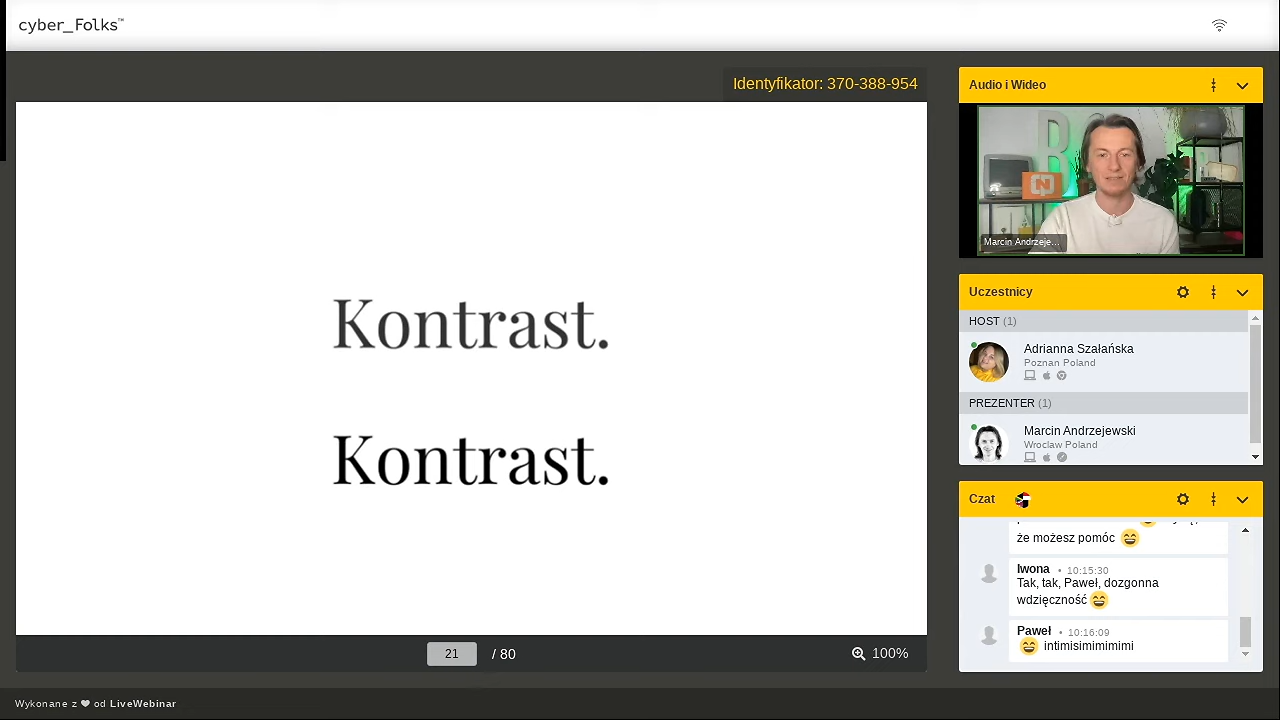 cyber_Folks™
Identyfikator: 370-388-954
Kontrast.
Kontrast.
21 / 80
100%
Audio i Wideo
Marcin Andrzeje...
Uczestnicy
HOST (1)
Adrianna Szałańska
Poznan Poland
PREZENTER (1)
Marcin Andrzejewski
Wroclaw Poland
Czat
że możesz pomóc
Iwona • 10:15:30
Tak, tak, Paweł, dozgonna
wdzięczność
Paweł • 10:16:09
intimisimimimimi
Wykonane z ❤ od LiveWebinar